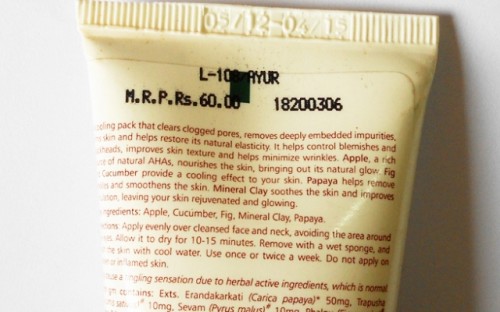 05/12-04/15
L-108 AYUR
M.R.P.Rs.60.00 18200306
pack that clears clogged pores, removes deeply embedded impurities,
skin and helps restore its natural elasticity. It helps control blemishes and
improves skin texture and helps minimize wrinkles. Apple, a rich
of natural AHAs, nourishes the skin, bringing out its natural glow. Fig
Cucumber provide a cooling effect to your skin. Papaya helps remove
and smoothens the skin. Mineral Clay soothes the skin and improves
leaving your skin rejuvenated and glowing.
ingredients: Apple, Cucumber, Fig, Mineral Clay, Papaya.
Apply evenly over cleansed face and neck, avoiding the area around
Allow it to dry for 10-15 minutes. Remove with a wet sponge, and
the skin with cool water. Use once or twice a week. Do not apply on
or inflamed skin.
a tingling sensation due to herbal active ingredients, which is normal
contains: Exts. Erandakarkati (Carica papaya)* 50mg, Trapusha
10mg, Sevam (Pyrus malus)# 10mg,